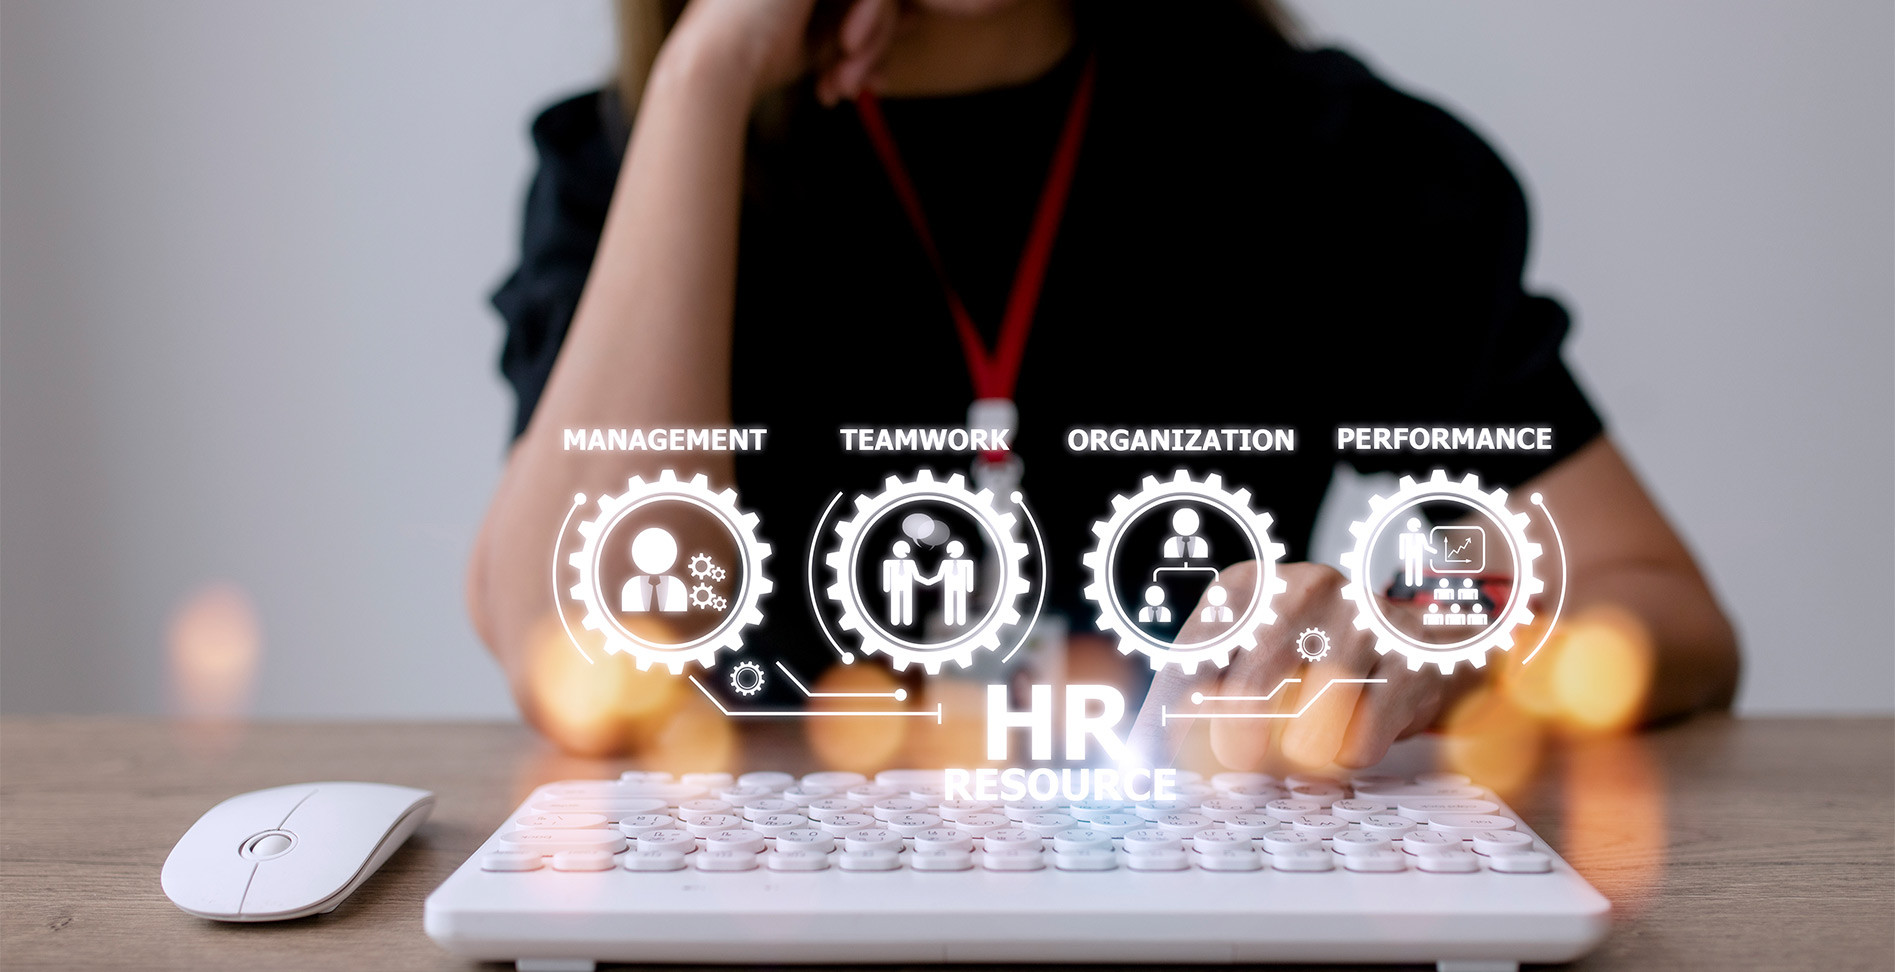 MANAGEMENT
TEAMWORK
ORGANIZATION
PERFORMANCE
HR
RESOURCE